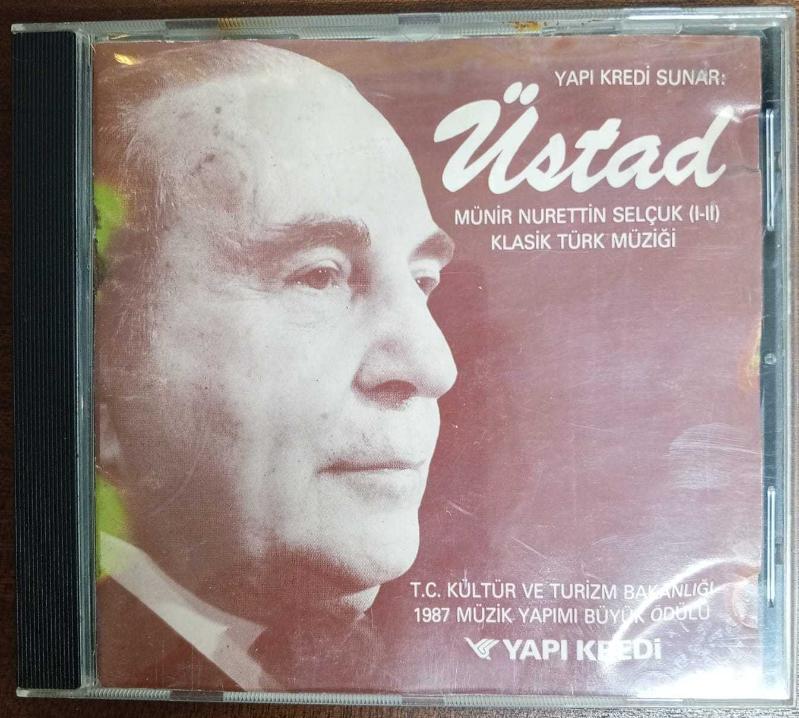 YAPI KREDİ SUNAR:
Üstad
MÜNİR NURETTİN SELÇUK (I-II)
KLASİK TÜRK MÜZİĞİ
T.C. KÜLTÜR VE TURİZM BAKANLIĞI
1987 MÜZİK YAPIMI BÜYÜK ÖDÜLÜ
YAPI KREDİ